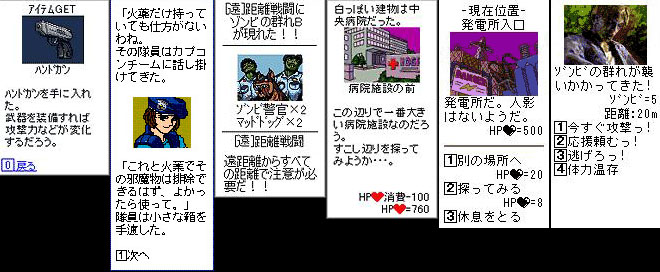 アイテムGET
ハンドガン
ハンドガンを手に入れ
た。
武器を装備すれば
攻撃力などが変化
するだろう。
0戻る
「火薬だけ持って
いても仕方がない
わね。
その隊員はカプコ
ンチームに話し掛
けてきた。
「これと火薬でそ
の邪魔物は排除で
きるはず、よかっ
たら使って。」
隊員は小さな箱を
手渡した。
1次へ
[遠]距離戦闘に
ゾンビの群れB
が現れた!!
ゾンビ警官×2
マッドドッグ×2
[遠]距離戦闘
遠距離からすべて
の距離で注意が必
要だ!!
白っぽい建物は中
央病院だった。
病院施設の前
この辺りで一番大き
い病院施設なのだろ
う。
すこし辺りを探って
みようか・・・。
HP♥消費-100
HP♥=760
-現在位置-
発電所入口
DANGER
発電所だ。人影
はないようだ。
HP♥=500
1別の場所へ
HP♥=20
2探ってみる
HP♥=8
3休息をとる
ゾンビの群れが襲
いかかってきた!
ゾンビ=5
距離:20m
1今すぐ攻撃っ!
2応援頼むっ!
3逃げろっ!
4体力温存